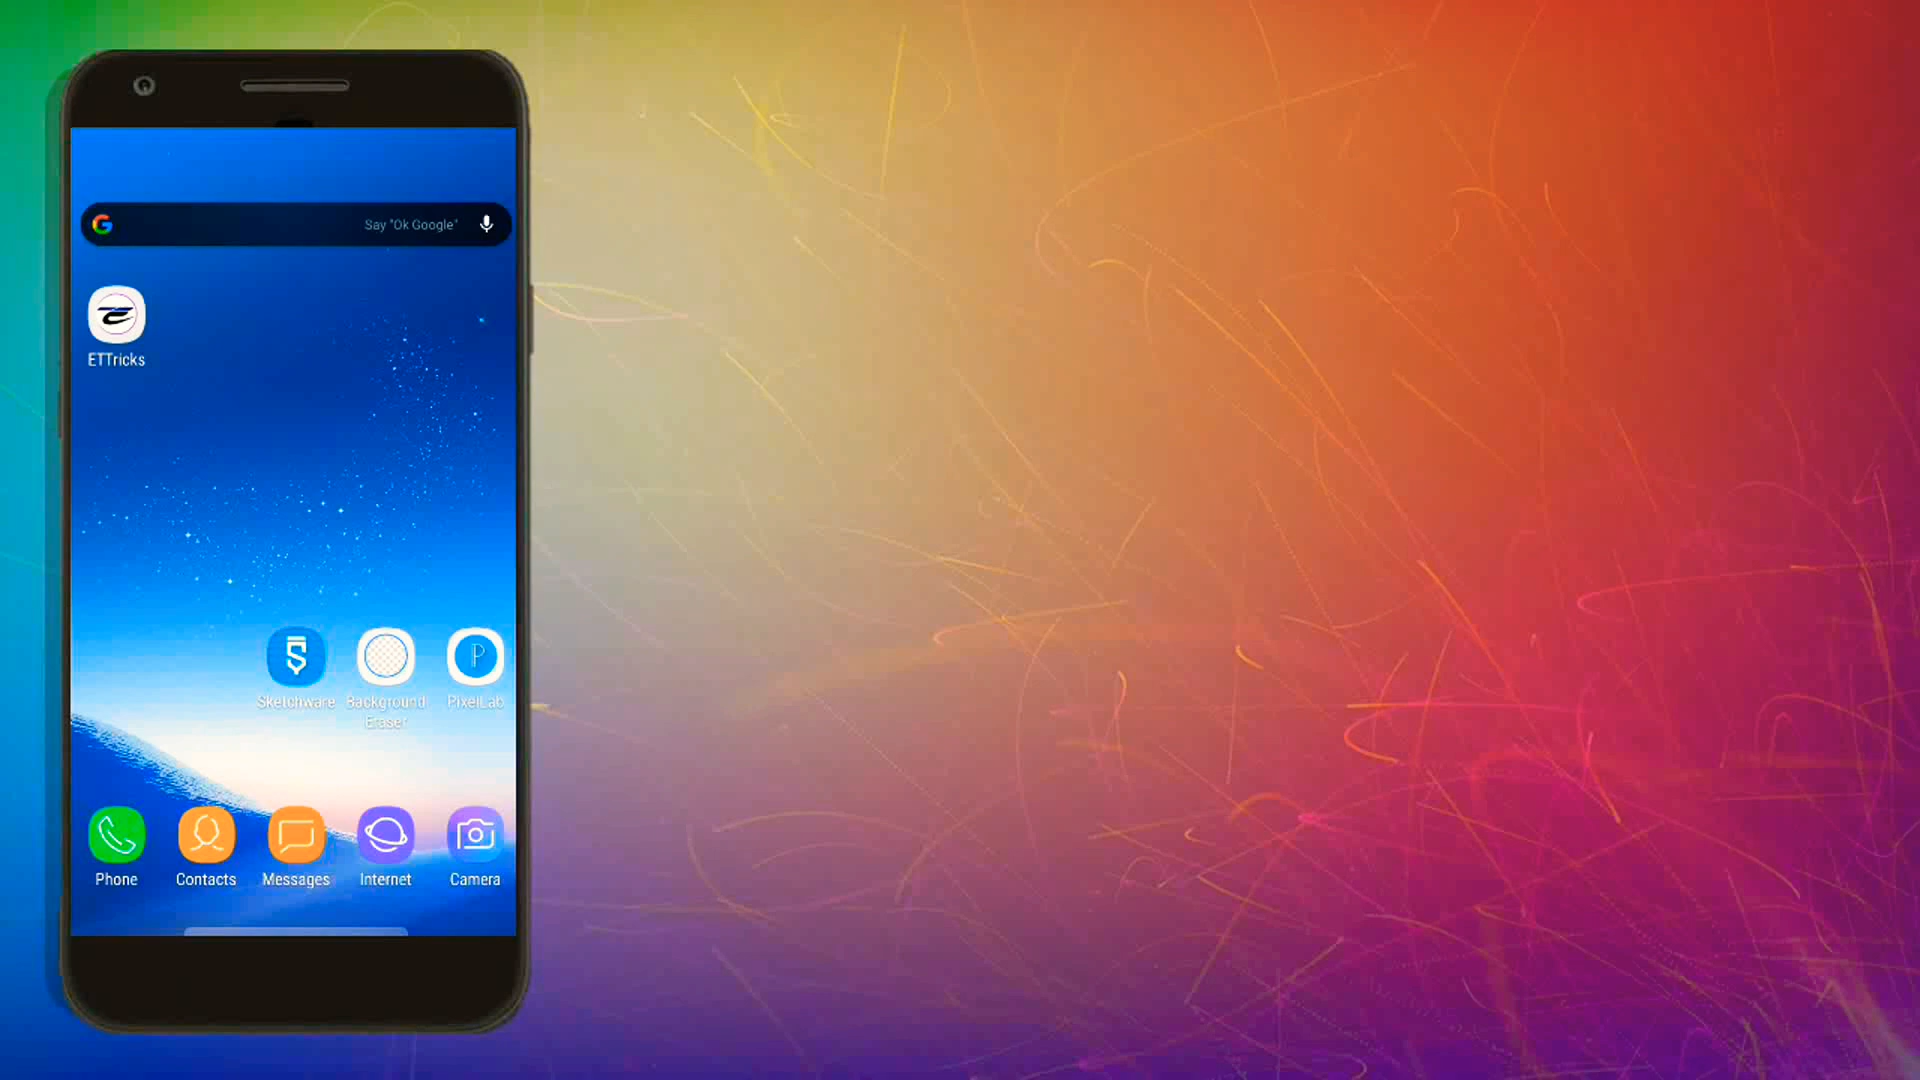 Say "Ok Google"
ETTricks
Sketchware
Background
Eraser
PixelLab
Phone
Contacts
Messages
Internet
Camera